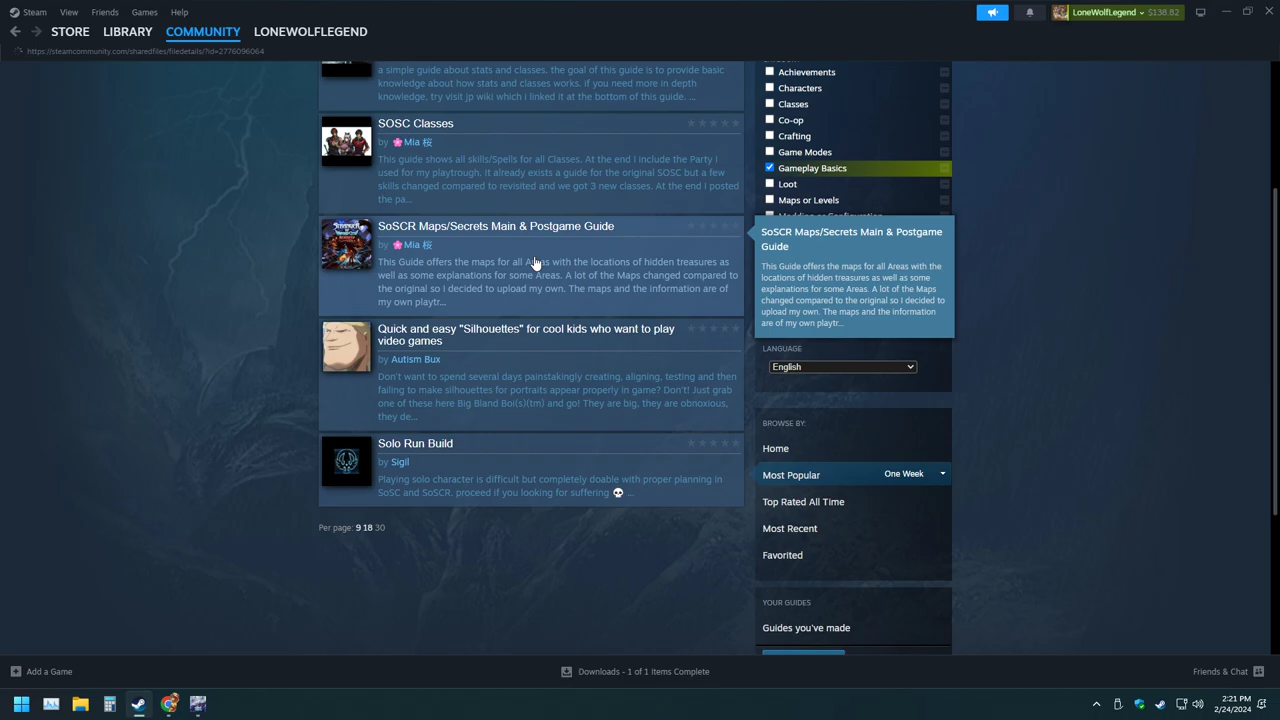 Steam View Friends Games Help
LoneWolfLegend $138.82
STORE LIBRARY COMMUNITY LONEWOLFLEGEND
https://steamcommunity.com/sharedfiles/filedetails/?id=2776096064
a simple guide about stats and classes. the goal of this guide is to provide basic
knowledge about how stats and classes works. if you need more in depth
knowledge, try visit jp wiki which I linked it at the bottom of this guide. ...
SOSC Classes
by 🌸Mia 桜
This guide shows all skills/Spells for all Classes. At the end I include the Party I
used for my playtrough. It already exists a guide for the original SOSC but a few
skills changed compared to revisited and we got 3 new classes. At the end I posted
the pa...
SoSCR Maps/Secrets Main & Postgame Guide
by 🌸Mia 桜
This Guide offers the maps for all Areas with the locations of hidden treasures as
well as some explanations for some Areas. A lot of the Maps changed compared to
the original so I decided to upload my own. The maps and the information are of
my own playtr...
Quick and easy "Silhouettes" for cool kids who want to play
video games
by Autism Bux
Don't want to spend several days painstakingly creating, aligning, testing and then
failing to make silhouettes for portraits appear properly in game? Don't! Just grab
one of these here Big Bland Boi(s)(tm) and go! They are big, they are obnoxious,
they de...
Solo Run Build
by Sigil
Playing solo character is difficult but completely doable with proper planning in
SoSC and SoSCR. proceed if you looking for suffering 💀 ...
Per page: 9 18 30
Achievements
Characters
Classes
Co-op
Crafting
Game Modes
Gameplay Basics
Loot
Maps or Levels
SoSCR Maps/Secrets Main & Postgame
Guide
This Guide offers the maps for all Areas with the
locations of hidden treasures as well as some
explanations for some Areas. A lot of the Maps
changed compared to the original so I decided to
upload my own. The maps and the information
are of my own playtr...
LANGUAGE
English
BROWSE BY:
Home
Most Popular One Week
Top Rated All Time
Most Recent
Favorited
YOUR GUIDES
Guides you've made
Add a Game
Downloads - 1 of 1 Items Complete
Friends & Chat
2:21 PM
2/24/2024